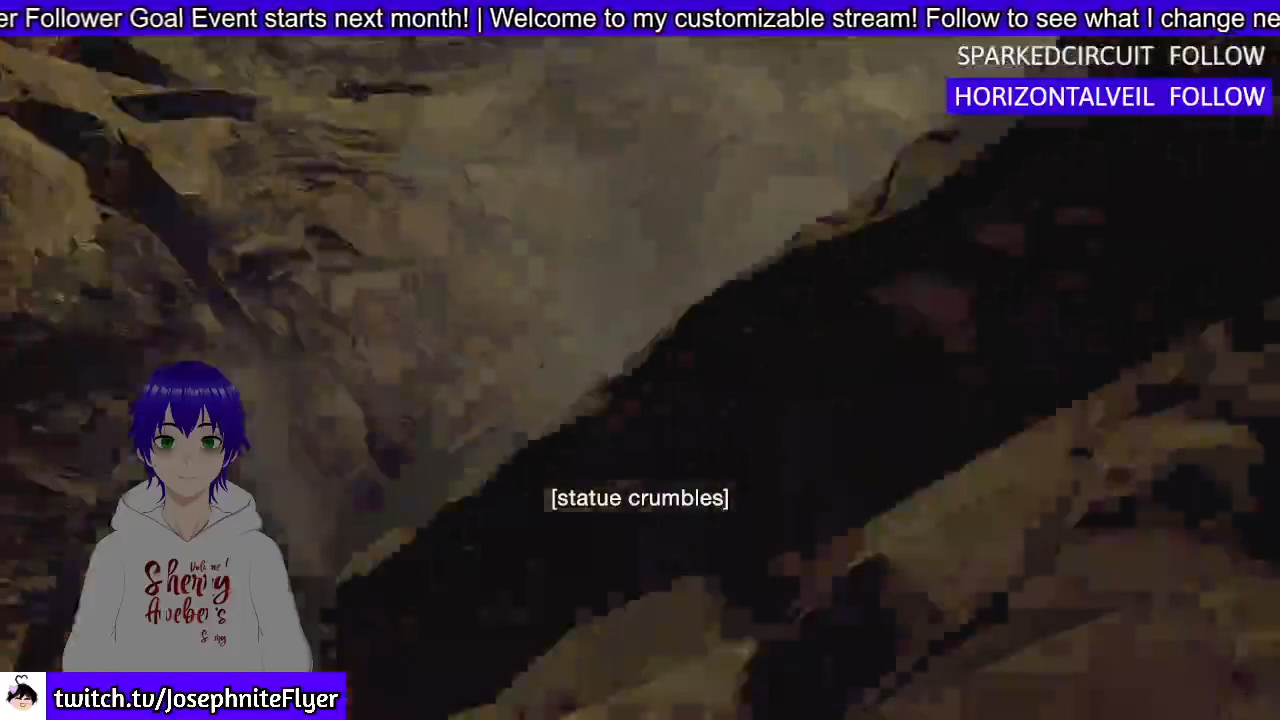 er Follower Goal Event starts next month! | Welcome to my customizable stream! Follow to see what I change ne
SPARKEDCIRCUIT FOLLOW
HORIZONTALVEIL FOLLOW
[statue crumbles]
Sherry
twitch.tv/JosephniteFlyer